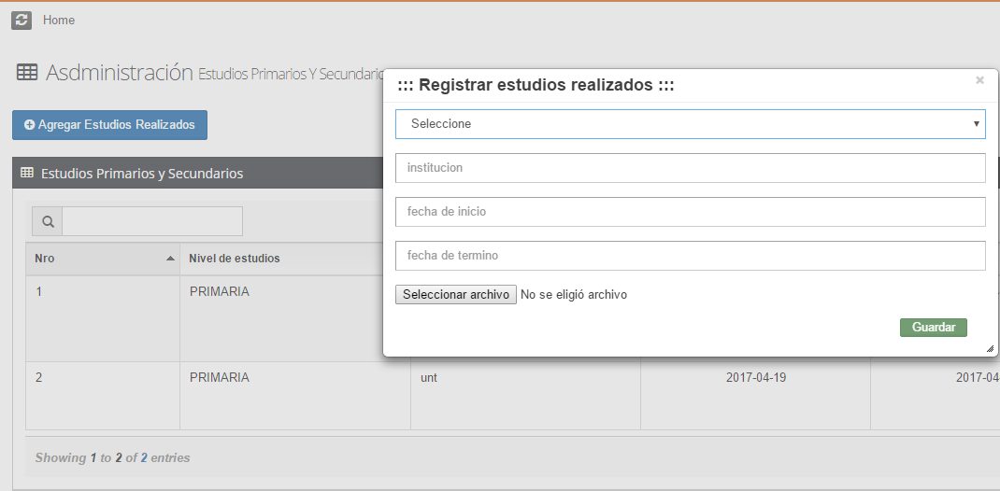 Home
Asdministración Estudios Primarios Y Secundario
::: Registrar estudios realizados :::
×
Agregar Estudios Realizados
Seleccione
Estudios Primarios y Secundarios
institucion
fecha de inicio
fecha de termino
Nro
Nivel de estudios
1
PRIMARIA
Seleccionar archivo No se eligió archivo
Guardar
2
PRIMARIA
unt
2017-04-19
2017-04
Showing 1 to 2 of 2 entries